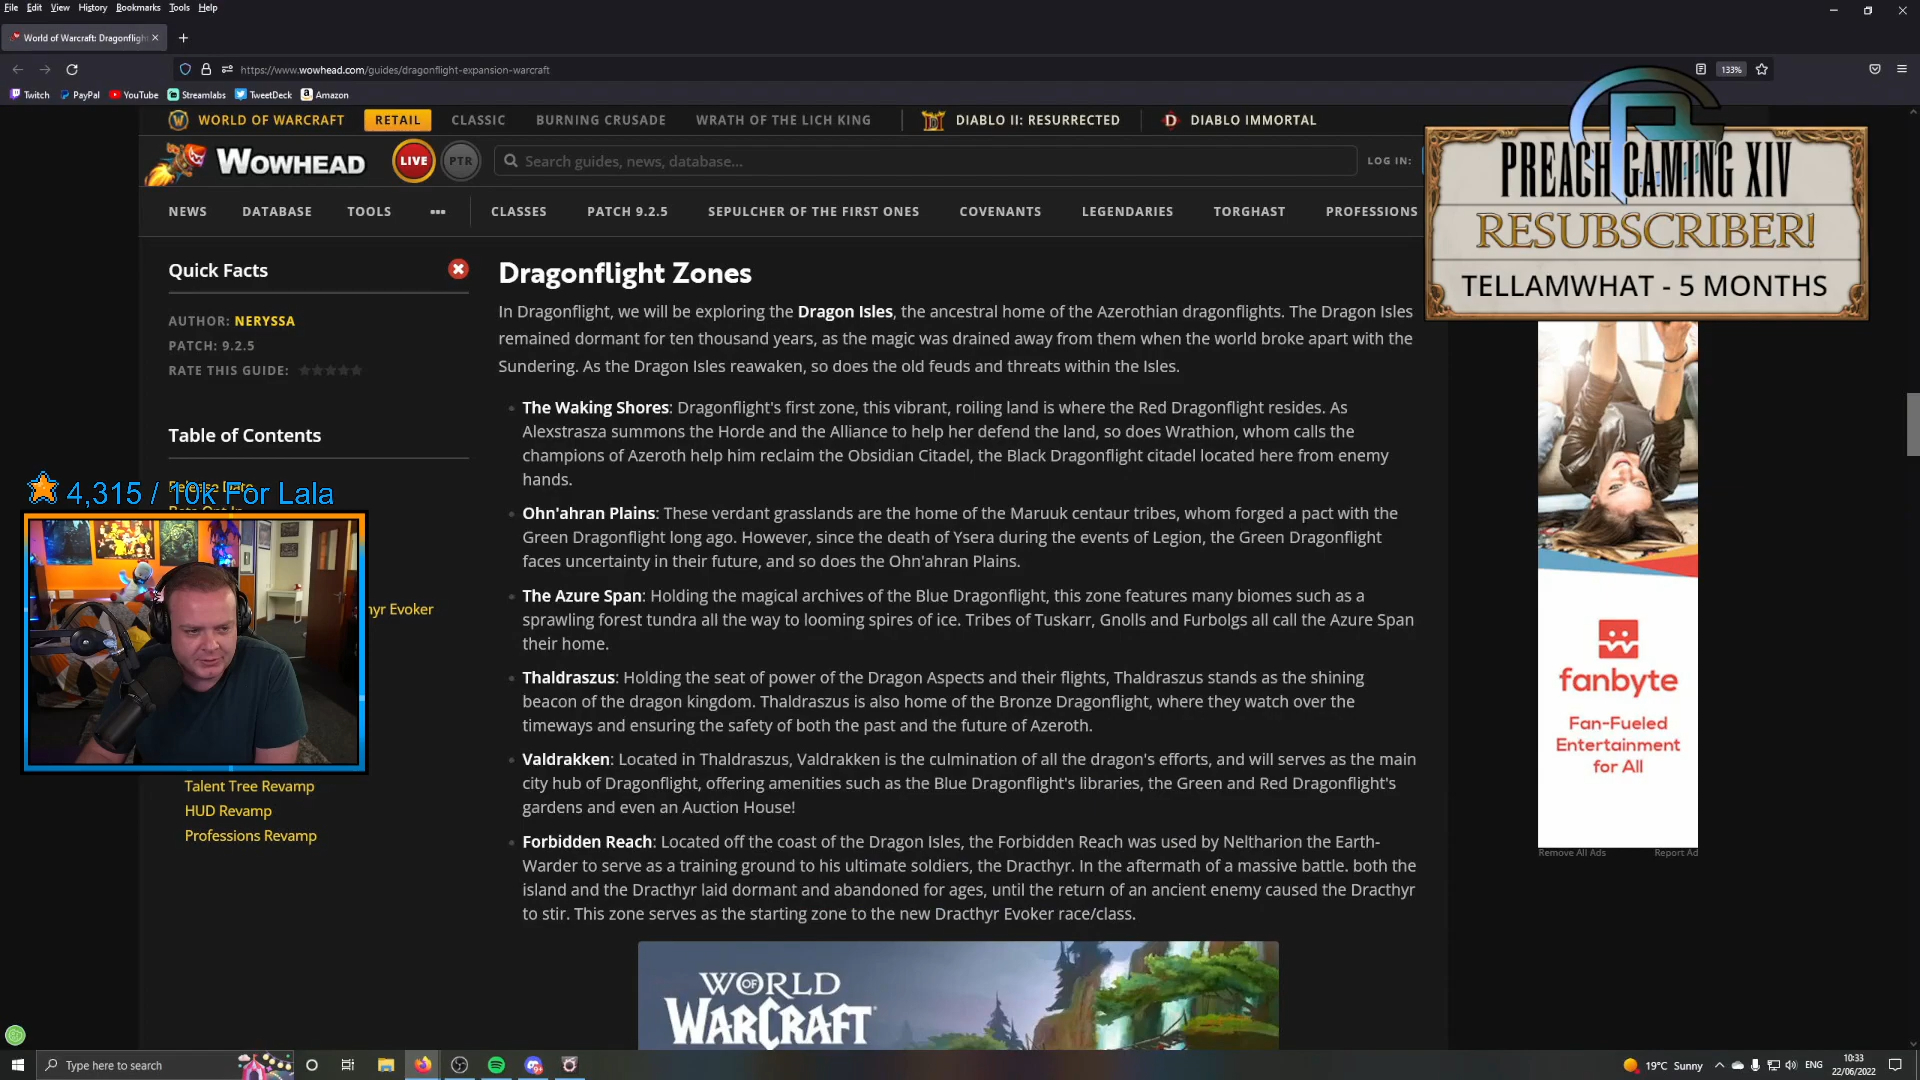 File Edit View History Bookmarks Tools Help
World of Warcraft: Dragonfligh
https://www.wowhead.com/guides/dragonflight-expansion-warcraft
133%
Twitch PayPal YouTube Streamlabs TweetDeck Amazon
WORLD OF WARCRAFT RETAIL CLASSIC BURNING CRUSADE WRATH OF THE LICH KING DIABLO II: RESURRECTED DIABLO IMMORTAL
WOWHEAD LIVE PTR Search guides, news, database... LOG IN:
NEWS DATABASE TOOLS ••• CLASSES PATCH 9.2.5 SEPULCHER OF THE FIRST ONES COVENANTS LEGENDARIES TORGHAST PROFESSIONS
PREACH GAMING XIV
RESUBSCRIBER!
TELLAMWHAT - 5 MONTHS
Quick Facts
AUTHOR: NERYSSA
PATCH: 9.2.5
RATE THIS GUIDE:
Table of Contents
Release Date
4,315 / 10k For Lala
Beta Opt-In
hyr Evoker
Talent Tree Revamp
HUD Revamp
Professions Revamp
Dragonflight Zones
In Dragonflight, we will be exploring the Dragon Isles, the ancestral home of the Azerothian dragonflights. The Dragon Isles
remained dormant for ten thousand years, as the magic was drained away from them when the world broke apart with the
Sundering. As the Dragon Isles reawaken, so does the old feuds and threats within the Isles.
The Waking Shores: Dragonflight's first zone, this vibrant, roiling land is where the Red Dragonflight resides. As
Alexstrasza summons the Horde and the Alliance to help her defend the land, so does Wrathion, whom calls the
champions of Azeroth help him reclaim the Obsidian Citadel, the Black Dragonflight citadel located here from enemy
hands.
Ohn'ahran Plains: These verdant grasslands are the home of the Maruuk centaur tribes, whom forged a pact with the
Green Dragonflight long ago. However, since the death of Ysera during the events of Legion, the Green Dragonflight
faces uncertainty in their future, and so does the Ohn'ahran Plains.
The Azure Span: Holding the magical archives of the Blue Dragonflight, this zone features many biomes such as a
sprawling forest tundra all the way to looming spires of ice. Tribes of Tuskarr, Gnolls and Furbolgs all call the Azure Span
their home.
Thaldraszus: Holding the seat of power of the Dragon Aspects and their flights, Thaldraszus stands as the shining
beacon of the dragon kingdom. Thaldraszus is also home of the Bronze Dragonflight, where they watch over the
timeways and ensuring the safety of both the past and the future of Azeroth.
Valdrakken: Located in Thaldraszus, Valdrakken is the culmination of all the dragon's efforts, and will serves as the main
city hub of Dragonflight, offering amenities such as the Blue Dragonflight's libraries, the Green and Red Dragonflight's
gardens and even an Auction House!
Forbidden Reach: Located off the coast of the Dragon Isles, the Forbidden Reach was used by Neltharion the Earth-
Warder to serve as a training ground to his ultimate soldiers, the Dracthyr. In the aftermath of a massive battle. both the
island and the Dracthyr laid dormant and abandoned for ages, until the return of an ancient enemy caused the Dracthyr
to stir. This zone serves as the starting zone to the new Dracthyr Evoker race/class.
WORLD
OF
WARCRAFT
fanbyte
Fan-Fueled
Entertainment
for All
Remove All Ads Report Ad
Type here to search
19°C Sunny ENG 10:33
22/06/2022